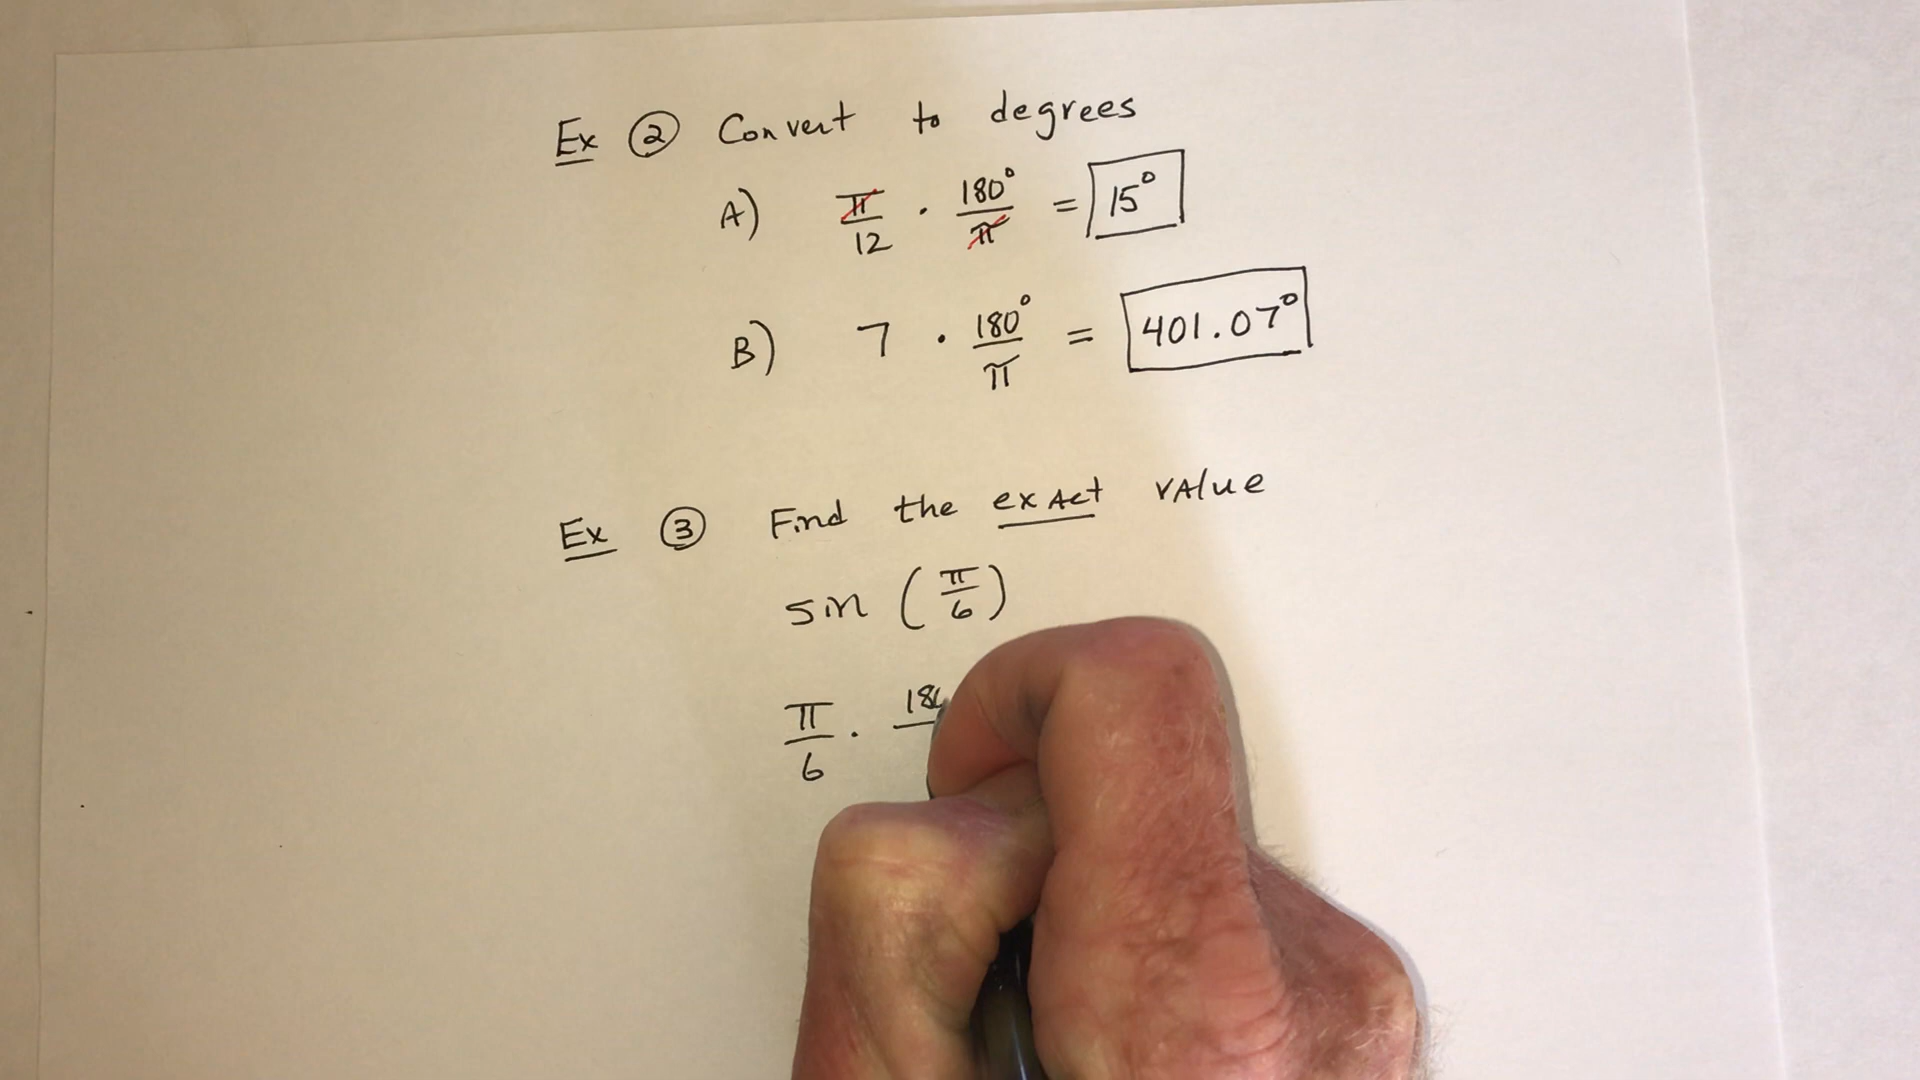 Ex ② Convert to degrees
A) π/12 · 180°/π = 15°
B) 7 · 180°/π = 401.07°
Ex ③ Find the exact value
sin (π/6)
π/6 · 18